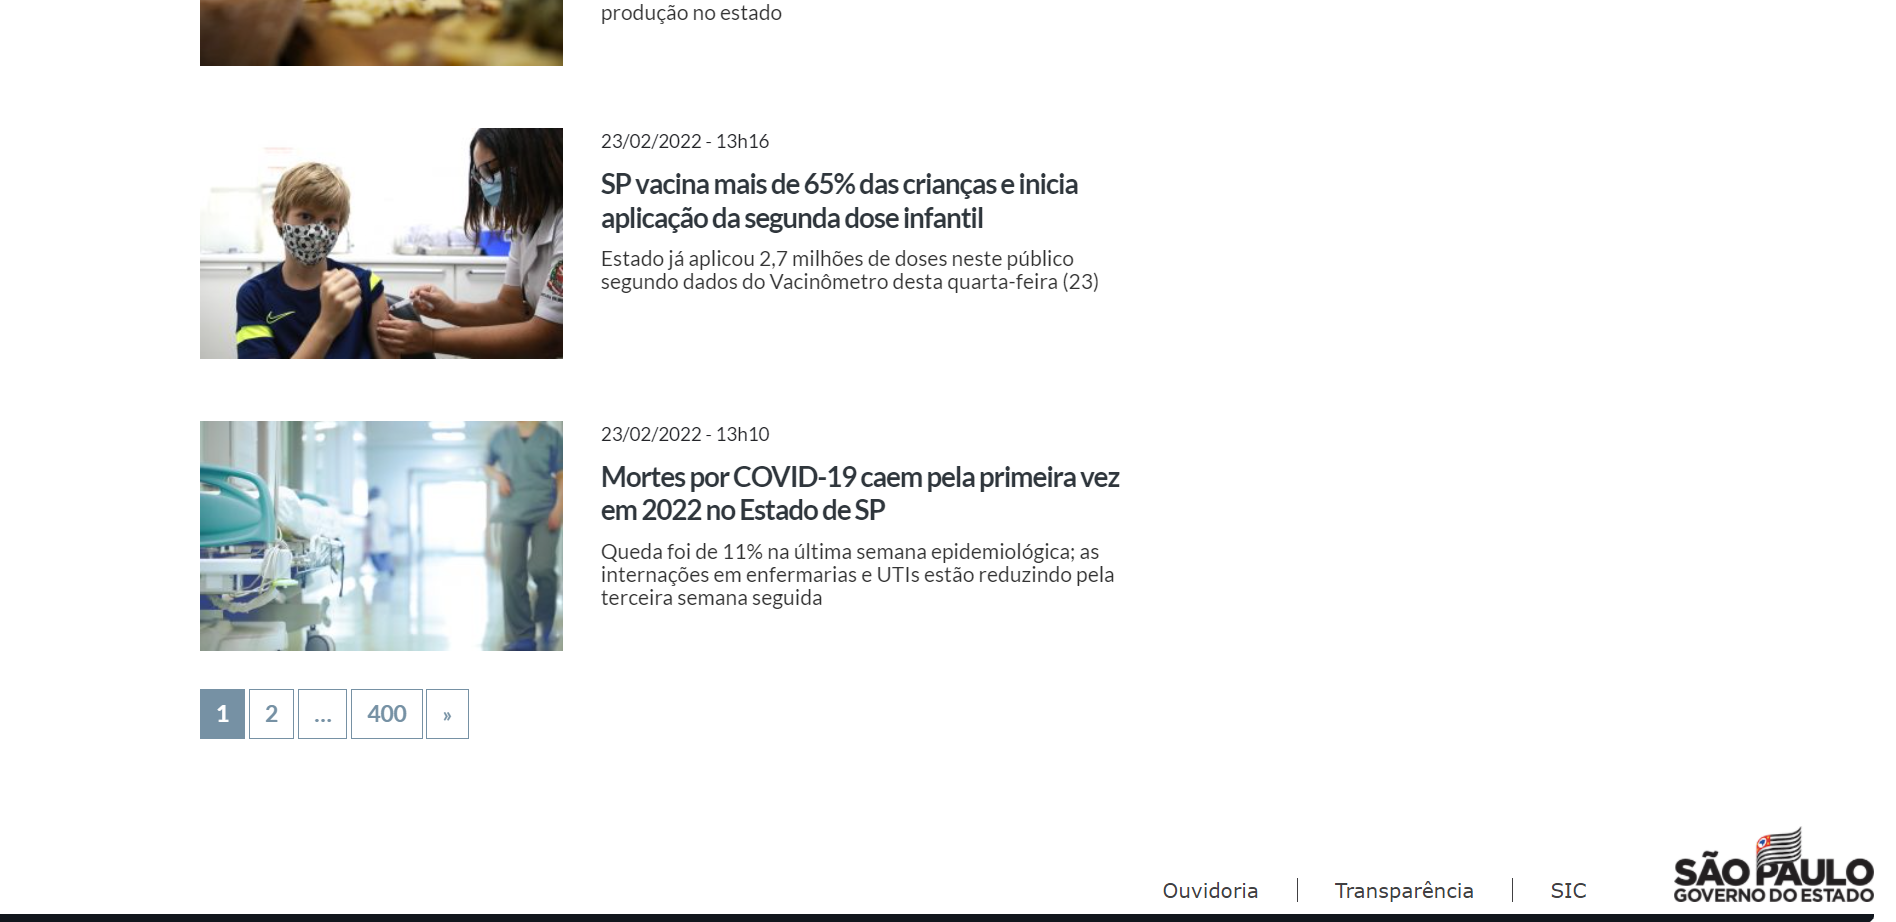 produção no estado
23/02/2022 - 13h16
SP vacina mais de 65% das crianças e inicia
aplicação da segunda dose infantil
Estado já aplicou 2,7 milhões de doses neste público
segundo dados do Vacinômetro desta quarta-feira (23)
23/02/2022 - 13h10
Mortes por COVID-19 caem pela primeira vez
em 2022 no Estado de SP
Queda foi de 11% na última semana epidemiológica; as
internações em enfermarias e UTIs estão reduzindo pela
terceira semana seguida
1 2 ... 400 »
Ouvidoria | Transparência | SIC
SÃO PAULO
GOVERNO DO ESTADO